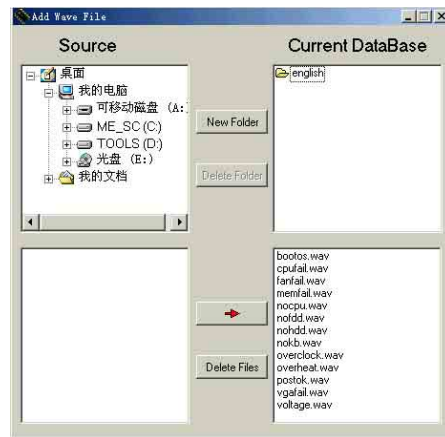 Add Wave File
Source
Current DataBase
桌面
我的电脑
可移动磁盘 (A:
ME_SC (C:)
TOOLS (D:)
光盘 (E:)
我的文档
New Folder
Delete Folder
english
Delete Files
bootos.wav
cpufail.wav
fanfail.wav
memfail.wav
nocpu.wav
nofdd.wav
nohdd.wav
nokb.wav
overclock.wav
overheat.wav
postok.wav
vgafail.wav
voltage.wav